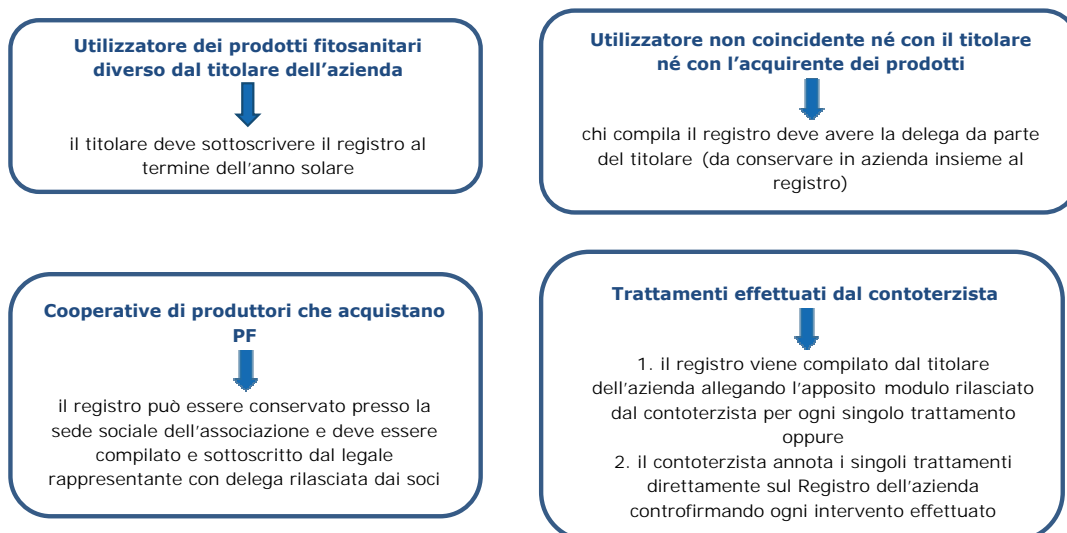 Utilizzatore dei prodotti fitosanitari
diverso dal titolare dell'azienda
il titolare deve sottoscrivere il registro al
termine dell'anno solare
Utilizzatore non coincidente né con il titolare
né con l'acquirente dei prodotti
chi compila il registro deve avere la delega da parte
del titolare (da conservare in azienda insieme al
registro)
Cooperative di produttori che acquistano
PF
il registro può essere conservato presso la
sede sociale dell'associazione e deve essere
compilato e sottoscritto dal legale
rappresentante con delega rilasciata dai soci
Trattamenti effettuati dal contoterzista
1. il registro viene compilato dal titolare
dell'azienda allegando l'apposito modulo rilasciato
dal contoterzista per ogni singolo trattamento
oppure
2. il contoterzista annota i singoli trattamenti
direttamente sul Registro dell'azienda
controfirmando ogni intervento effettuato